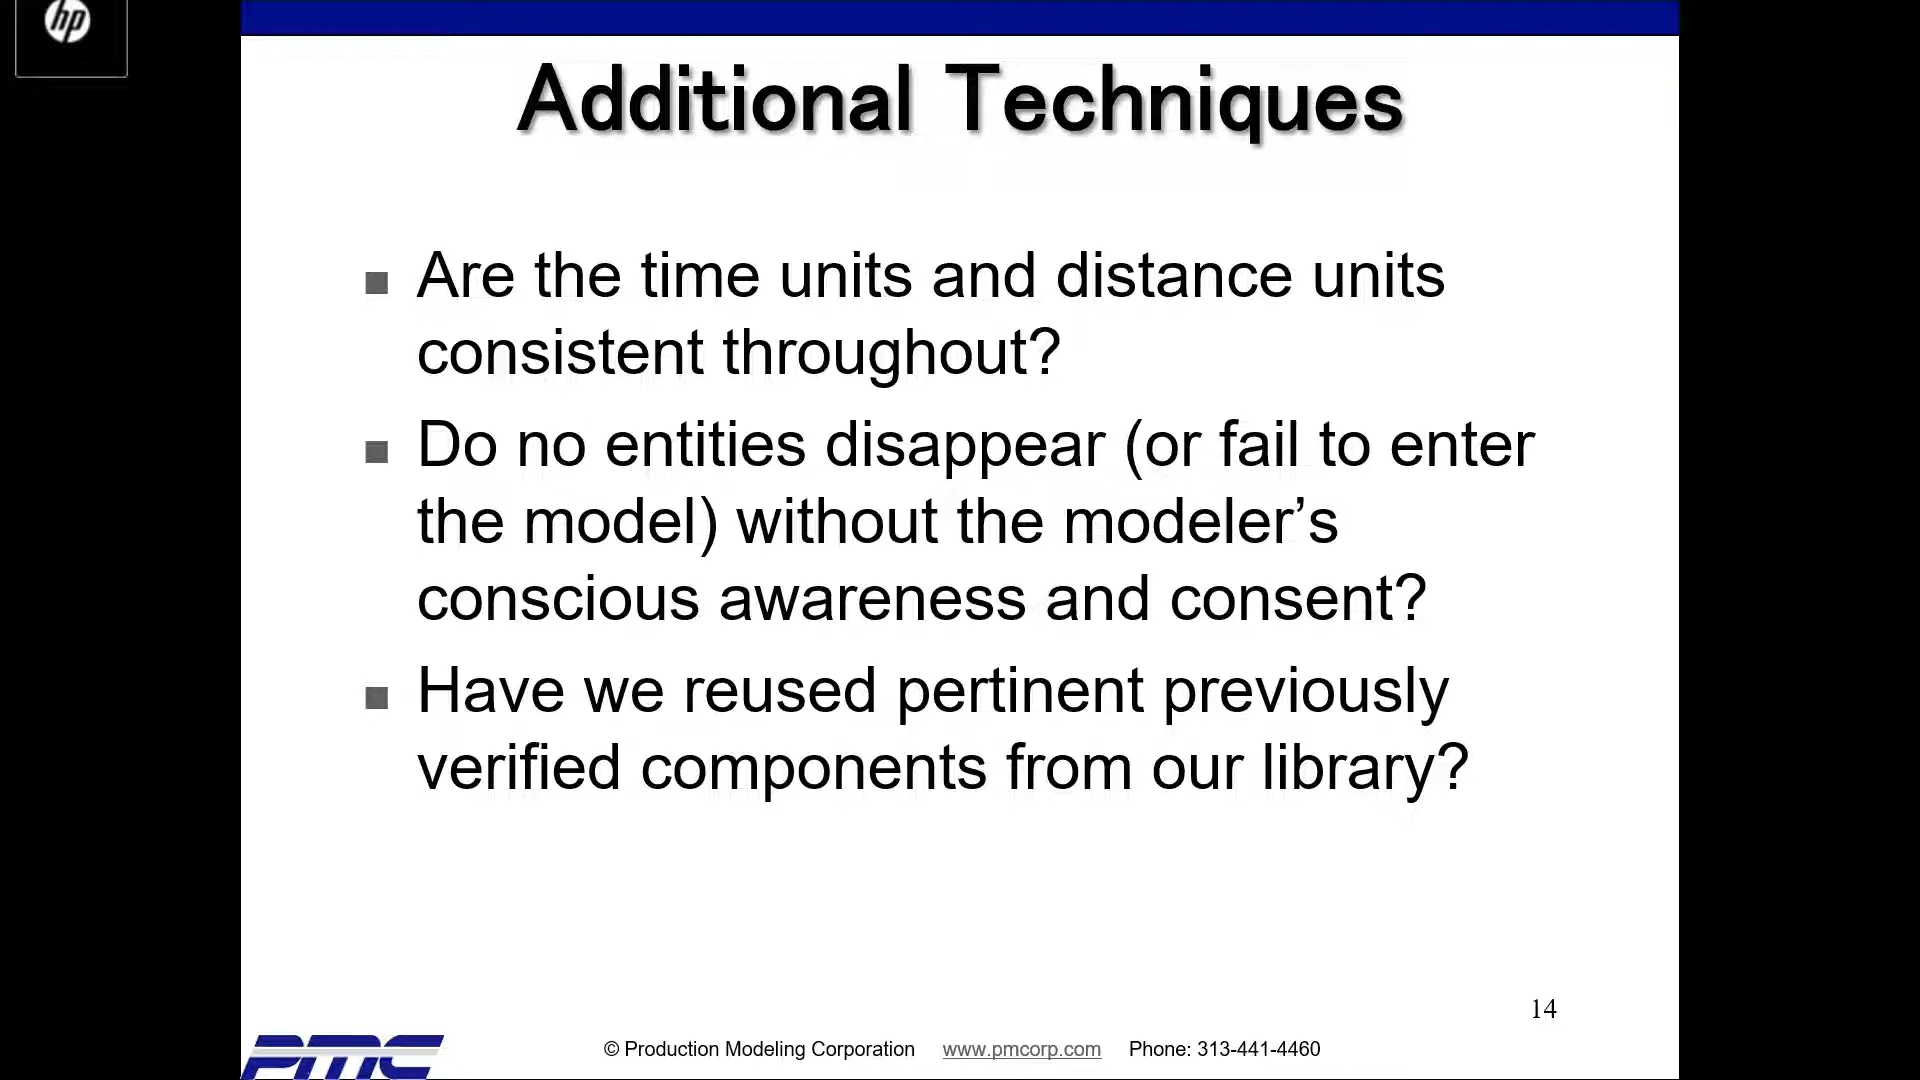 hp
Additional Techniques
Are the time units and distance units
consistent throughout?
Do no entities disappear (or fail to enter
the model) without the modeler’s
conscious awareness and consent?
Have we reused pertinent previously
verified components from our library?
14
PMC
© Production Modeling Corporation www.pmcorp.com Phone: 313-441-4460